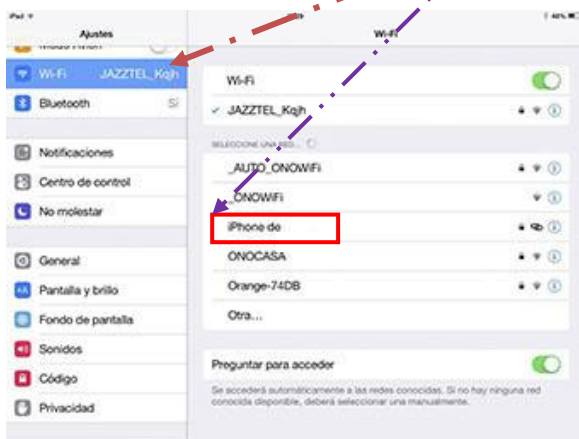 Ajustes
Wi-Fi
Wi-Fi JAZZTEL_Kqjh
Bluetooth Sí
Notificaciones
Centro de control
No molestar
General
Pantalla y brillo
Fondo de pantalla
Sonidos
Código
Privacidad
Wi-Fi
JAZZTEL_Kqjh
SELECCIONE UNA RED...
_AUTO_ONOWiFi
_ONOWiFi
iPhone de
ONOCASA
Orange-74DB
Otra...
Preguntar para acceder
Se accederá automáticamente a las redes conocidas. Si no hay ninguna red
conocida disponible, deberá seleccionar una manualmente.